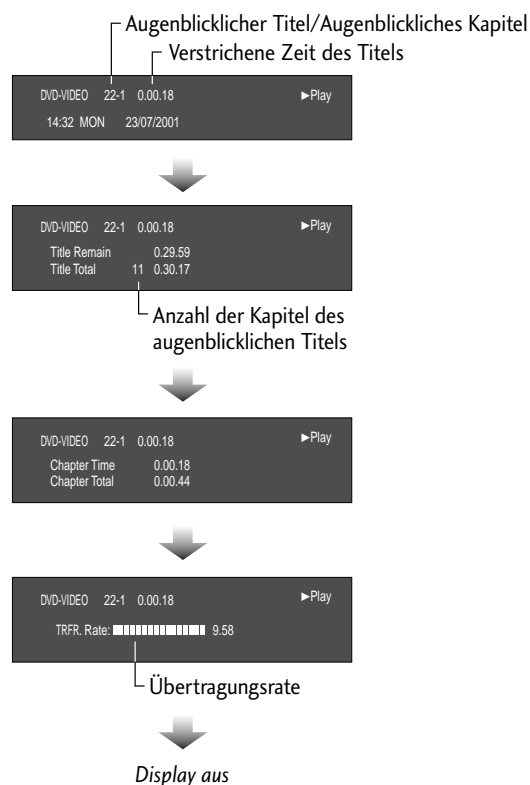 Augenblicklicher Titel/Augenblickliches Kapitel
Verstrichene Zeit des Titels
DVD-VIDEO 22-1 0.00.18 ►Play
14:32 MON 23/07/2001
DVD-VIDEO 22-1 0.00.18 ►Play
Title Remain 0.29.59
Title Total 11 0.30.17
Anzahl der Kapitel des
augenblicklichen Titels
DVD-VIDEO 22-1 0.00.18 ►Play
Chapter Time 0.00.18
Chapter Total 0.00.44
DVD-VIDEO 22-1 0.00.18 ►Play
TRFR. Rate: 9.58
Übertragungsrate
Display aus